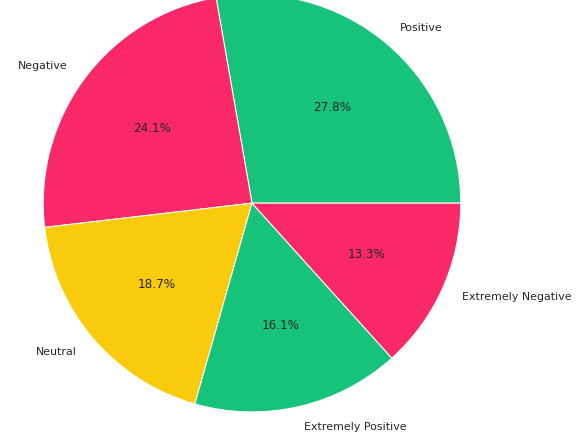 Positive
Negative
27.8%
24.1%
13.3%
18.7%
Extremely Negative
16.1%
Neutral
Extremely Positive